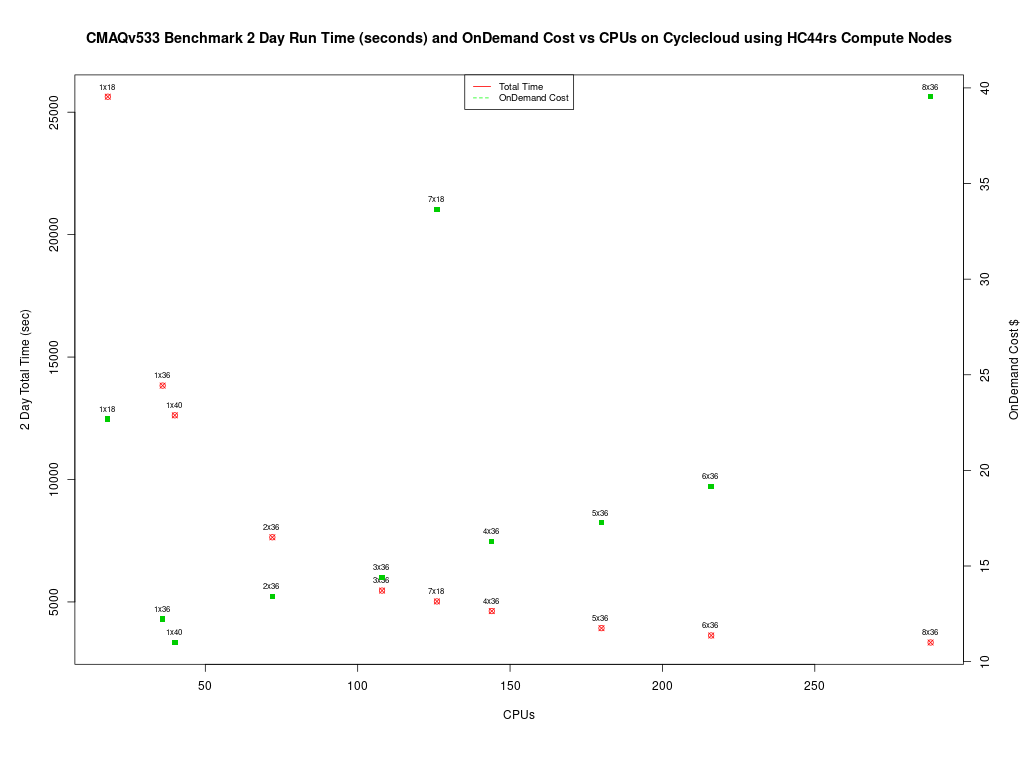 CMAQv533 Benchmark 2 Day Run Time (seconds) and OnDemand Cost vs CPUs on Cyclecloud using HC44rs Compute Nodes
Total Time
OnDemand Cost
2 Day Total Time (sec)
25000
20000
15000
10000
5000
OnDemand Cost $
40
35
30
25
20
15
10
1x18
8x36
7x18
1x36
1x40
1x18
6x36
5x36
2x36
4x36
3x36
3x36
2x36
7x18
4x36
1x36
5x36
6x36
1x40
8x36
50
100
150
200
250
CPUs